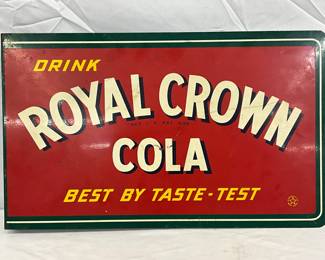 DRINK
ROYAL CROWN
COLA
BEST BY TASTE-TEST